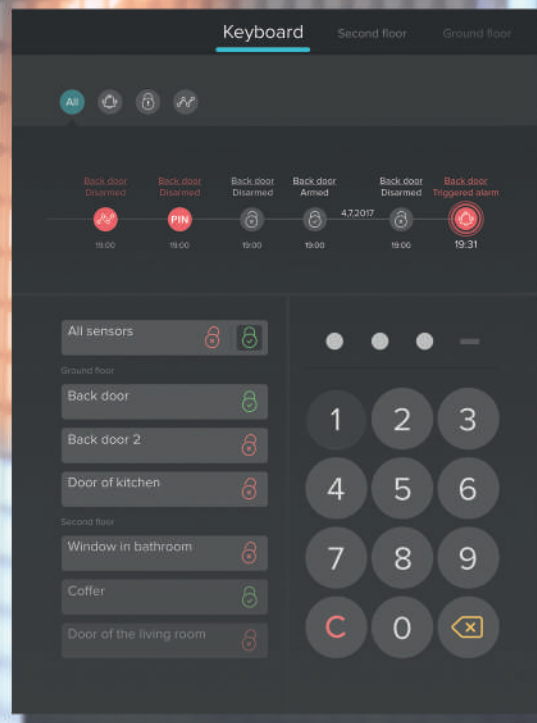 Keyboard Second floor Ground floor
All
Back door Back door Back door Back door Back door Back door
Disarmed Disarmed Disarmed Armed Disarmed Triggered alarm
PIN 4.7.2017
19:00 19:00 19:00 19:00 19:00 19:31
All sensors
Ground floor
Back door
Back door 2
Door of kitchen
Second floor
Window in bathroom
Coffer
Door of the living room
1 2 3
4 5 6
7 8 9
C 0